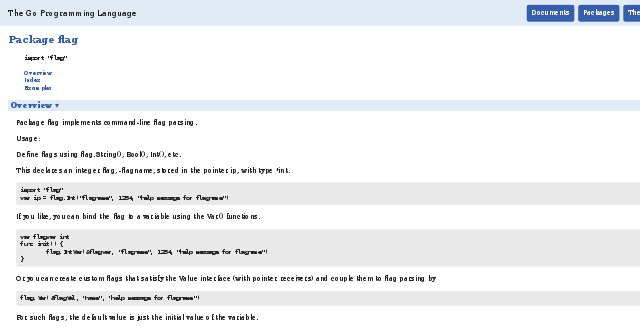 The Go Programming Language
Documents
Packages
The
Package flag
import "flag"
Overview
Index
Examples
Overview ▾
Package flag implements command-line flag parsing.
Usage:
Define flags using flag.String(), Bool(), Int(), etc.
This declares an integer flag, -flagname, stored in the pointer ip, with type *int.
import "flag"
var ip = flag.Int("flagname", 1234, "help message for flagname")
If you like, you can bind the flag to a variable using the Var() functions.
var flagvar int
func init() {
flag.IntVar(&flagvar, "flagname", 1234, "help message for flagname")
}
Or you can create custom flags that satisfy the Value interface (with pointer receivers) and couple them to flag parsing by
flag.Var(&flagVal, "name", "help message for flagname")
For such flags, the default value is just the initial value of the variable.